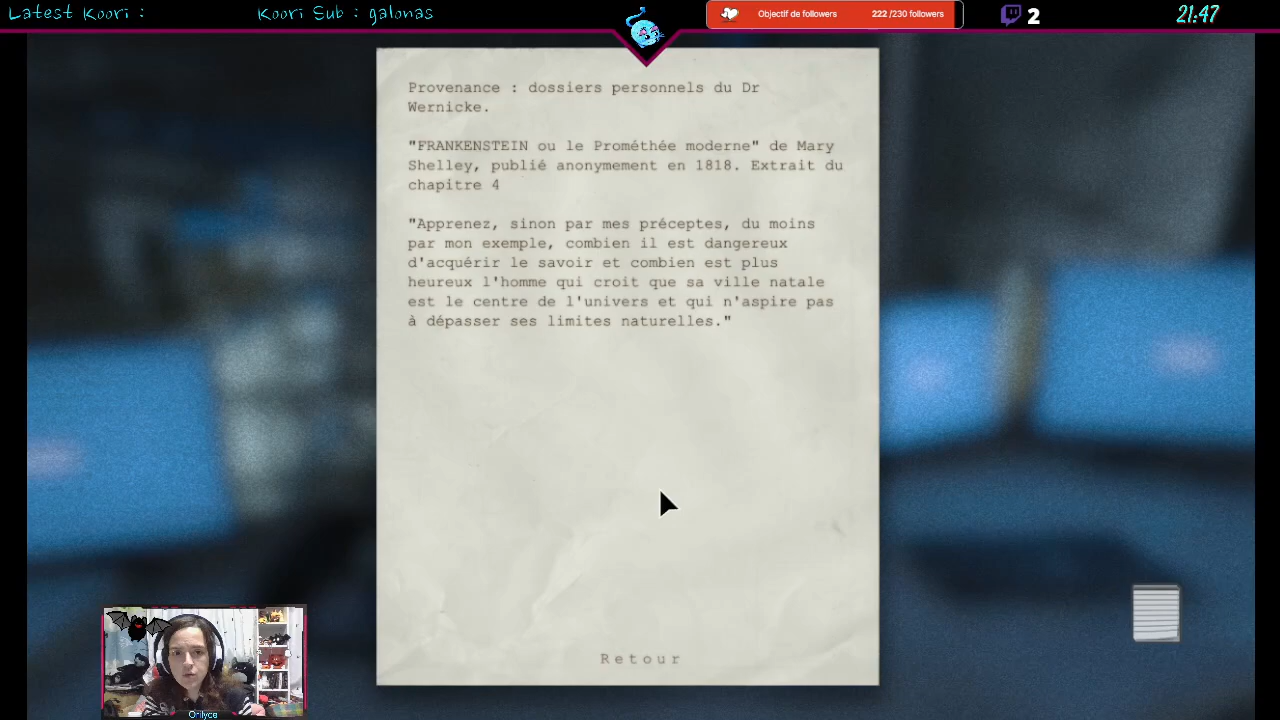 Latest Koori :
Koori Sub : galonas
Objectif de followers
222 /230 followers
2
21:47
Provenance : dossiers personnels du Dr
Wernicke.
"FRANKENSTEIN ou le Prométhée moderne" de Mary
Shelley, publié anonymement en 1818. Extrait du
chapitre 4
"Apprenez, sinon par mes préceptes, du moins
par mon exemple, combien il est dangereux
d'acquérir le savoir et combien est plus
heureux l'homme qui croit que sa ville natale
est le centre de l'univers et qui n'aspire pas
à dépasser ses limites naturelles."
Retour
Orilyce